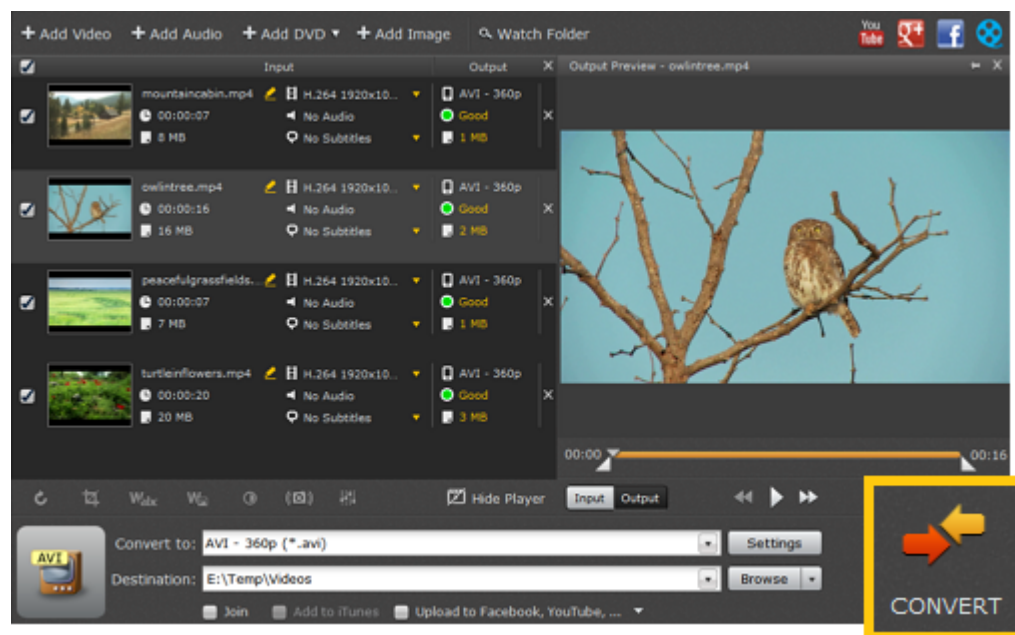 Add Video Add Audio Add DVD Add Image Watch Folder You Tube g+ f
Input Output X Output Preview - owlintree.mp4 X
mountaincabin.mp4 H.264 1920x10... AVI - 360p
00:00:07 No Audio Good
8 MB No Subtitles 1 MB
owlintree.mp4 H.264 1920x10... AVI - 360p
00:00:16 No Audio Good
16 MB No Subtitles 2 MB
peacefulgrassfields... H.264 1920x10... AVI - 360p
00:00:07 No Audio Good
7 MB No Subtitles 1 MB
turtleinflowers.mp4 H.264 1920x10... AVI - 360p
00:00:20 No Audio Good
20 MB No Subtitles 3 MB
00:00 00:16
Wabc Hide Player Input Output
AVI Convert to: AVI - 360p (*.avi) Settings
Destination: E:\Temp\Videos Browse
Join Add to iTunes Upload to Facebook, YouTube, ...
CONVERT